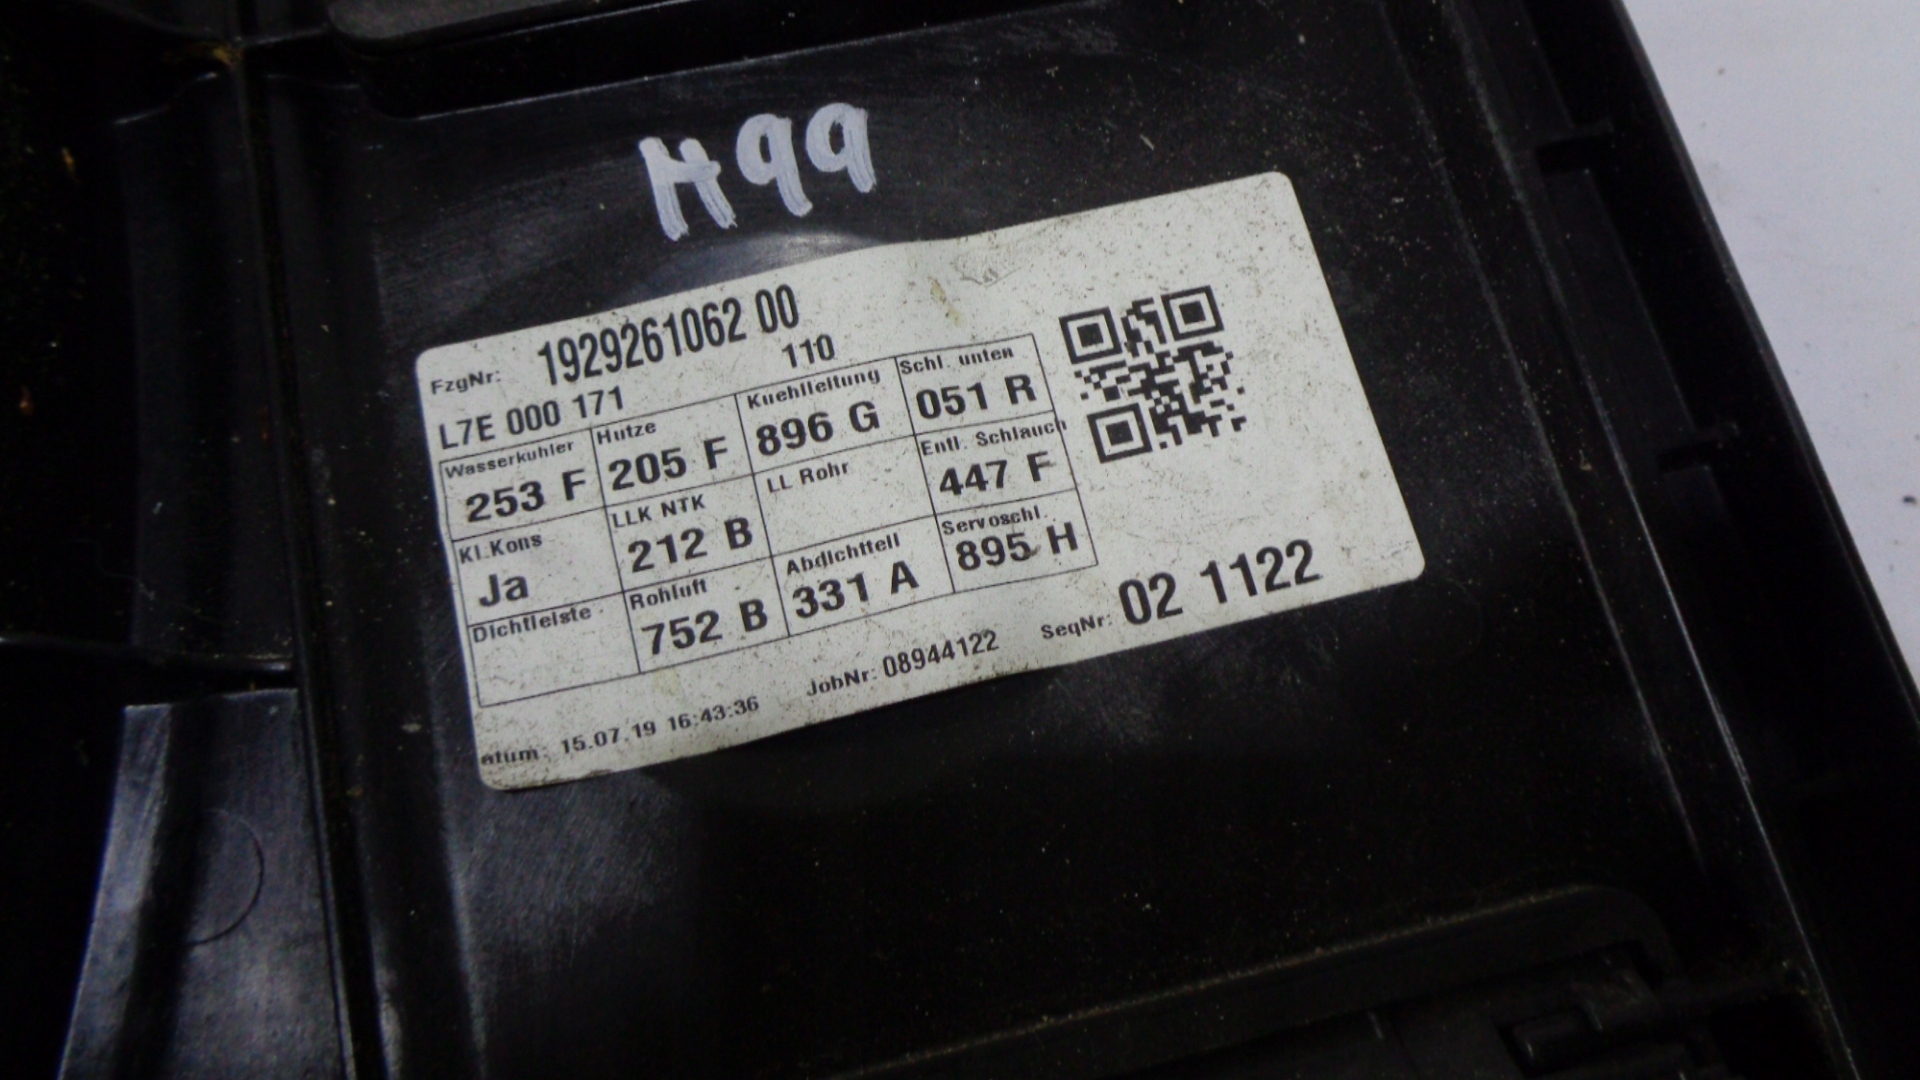 H99
FzgNr: 1929261062 00
L7E 000 171 110
Wasserkuhler Hutze Kuehlleitung Schl. unten
253 F 205 F 896 G 051 R
Kl.Kons LLK NTK LL Rohr Entl. Schlauch
Ja 212 B 447 F
Dichtleiste Rohluft Abdichtteil Servoschl.
752 B 331 A 895 H
atum: 15.07.19 16:43:36 JobNr: 08944122 SeqNr: 02 1122